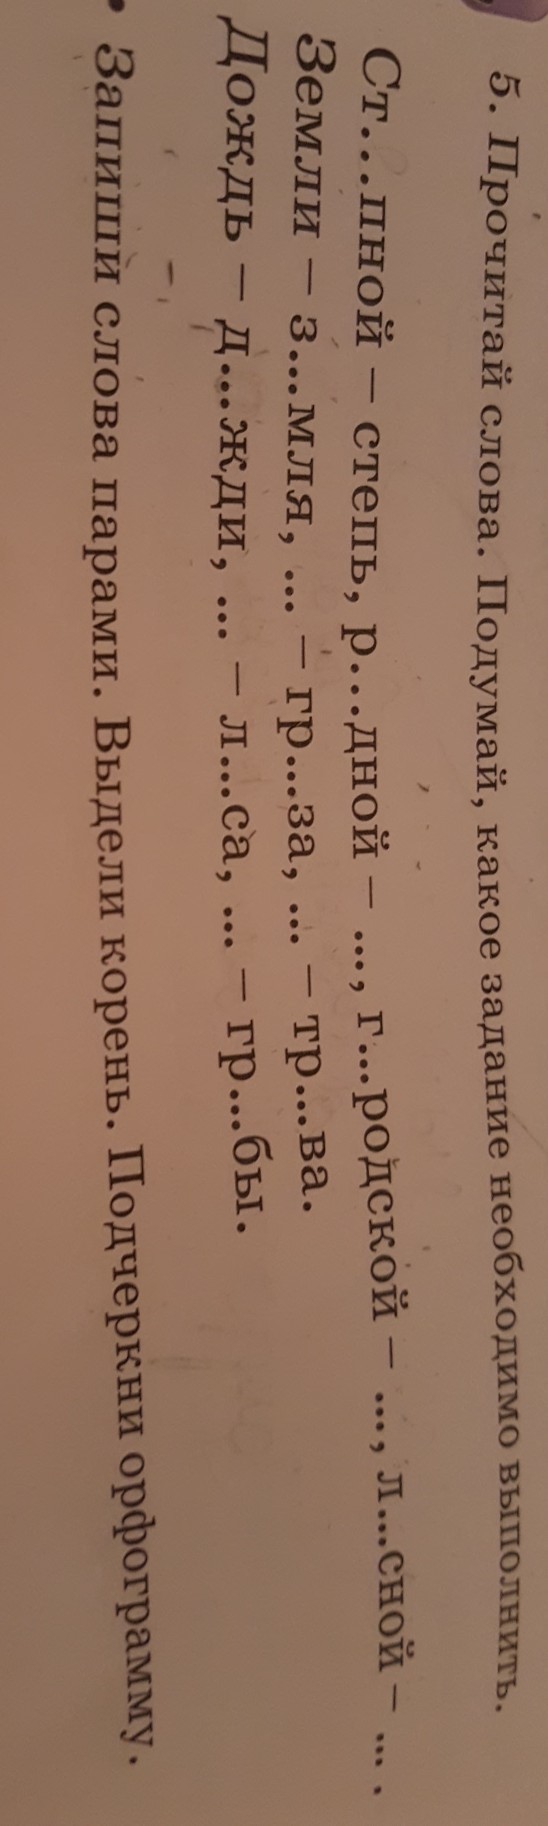 5. Прочитай слова. Подумай, какое задание необходимо выполнить.
Ст...пной – степь, р...дной – ..., г...родской – ..., л...сной – ... .
Земли – з...мля, ... – гр...за, ... – тр...ва.
Дождь – д...жди, ... – л...са, ... – гр...бы.
• Запиши слова парами. Выдели корень. Подчеркни орфограмму.